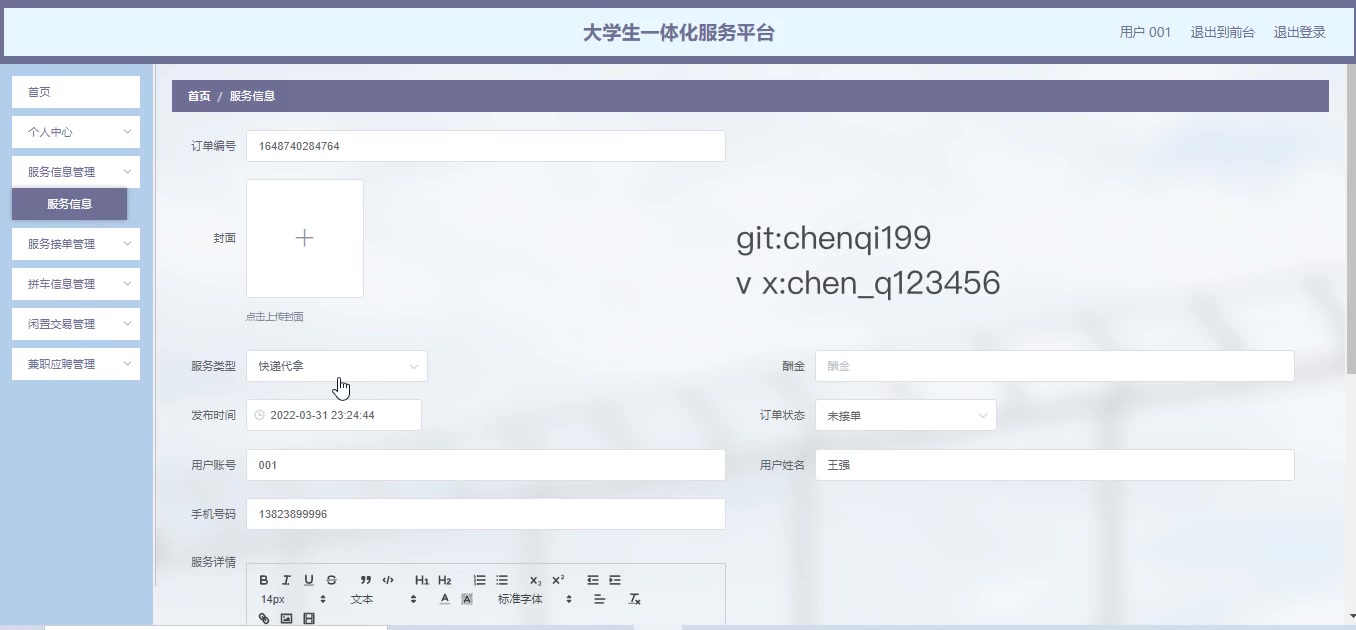 大学生一体化服务平台
用户 001 退出到前台 退出登录
首页
个人中心
服务信息管理
服务信息
服务接单管理
拼车信息管理
闲置交易管理
兼职应聘管理
首页 / 服务信息
订单编号 1648740284764
封面
点击上传封面
git:chenqi199
v x:chen_q123456
服务类型 快递代拿 酬金 酬金
发布时间 2022-03-31 23:24:44 订单状态 未接单
用户账号 001 用户姓名 王强
手机号码 13823899996
服务详情
B I U S ” </> H1 H2 x₂ x²
14px 文本 A A 标准字体 Tx